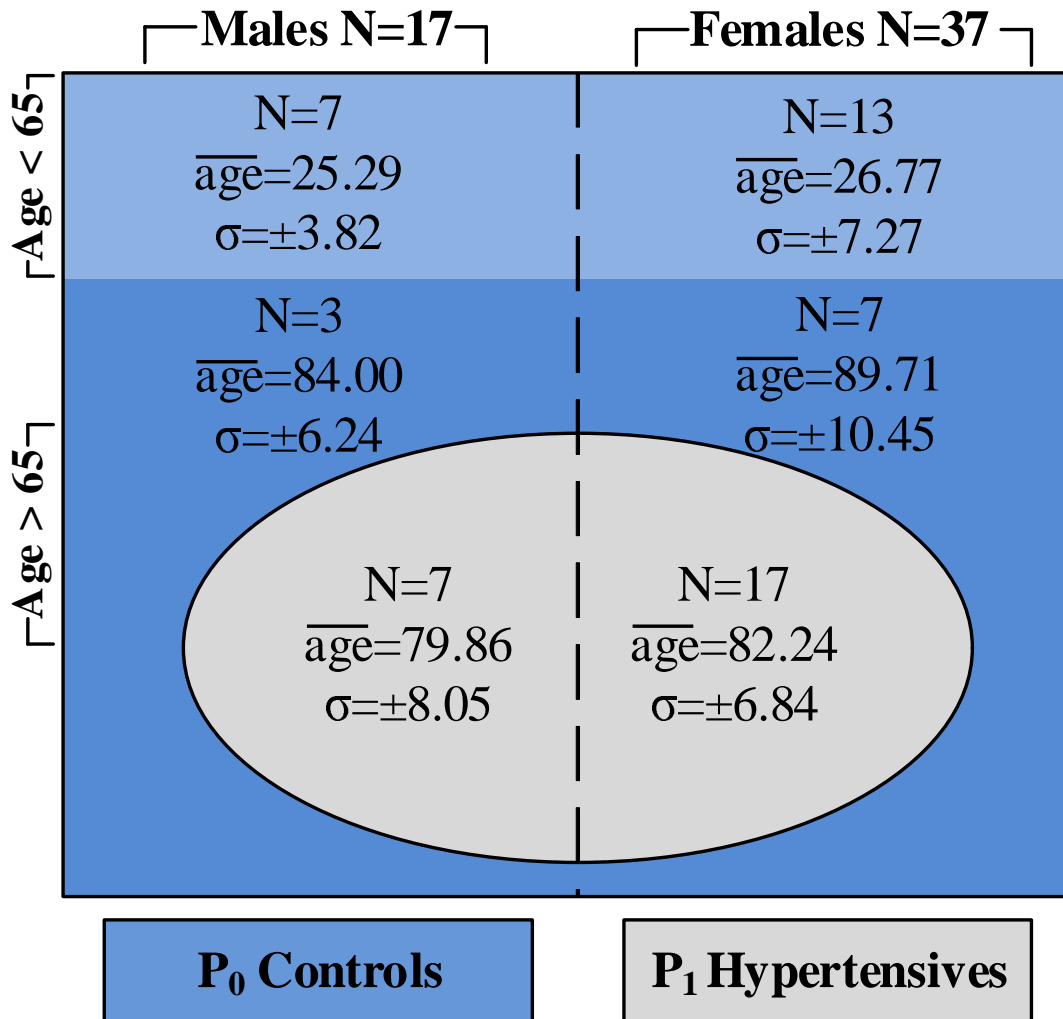 Males N=17
Females N=37
Age < 65
N=7
age=25.29
σ=±3.82
N=13
age=26.77
σ=±7.27
Age > 65
N=3
age=84.00
σ=±6.24
N=7
age=89.71
σ=±10.45
N=7
age=79.86
σ=±8.05
N=17
age=82.24
σ=±6.84
P₀ Controls
P₁ Hypertensives